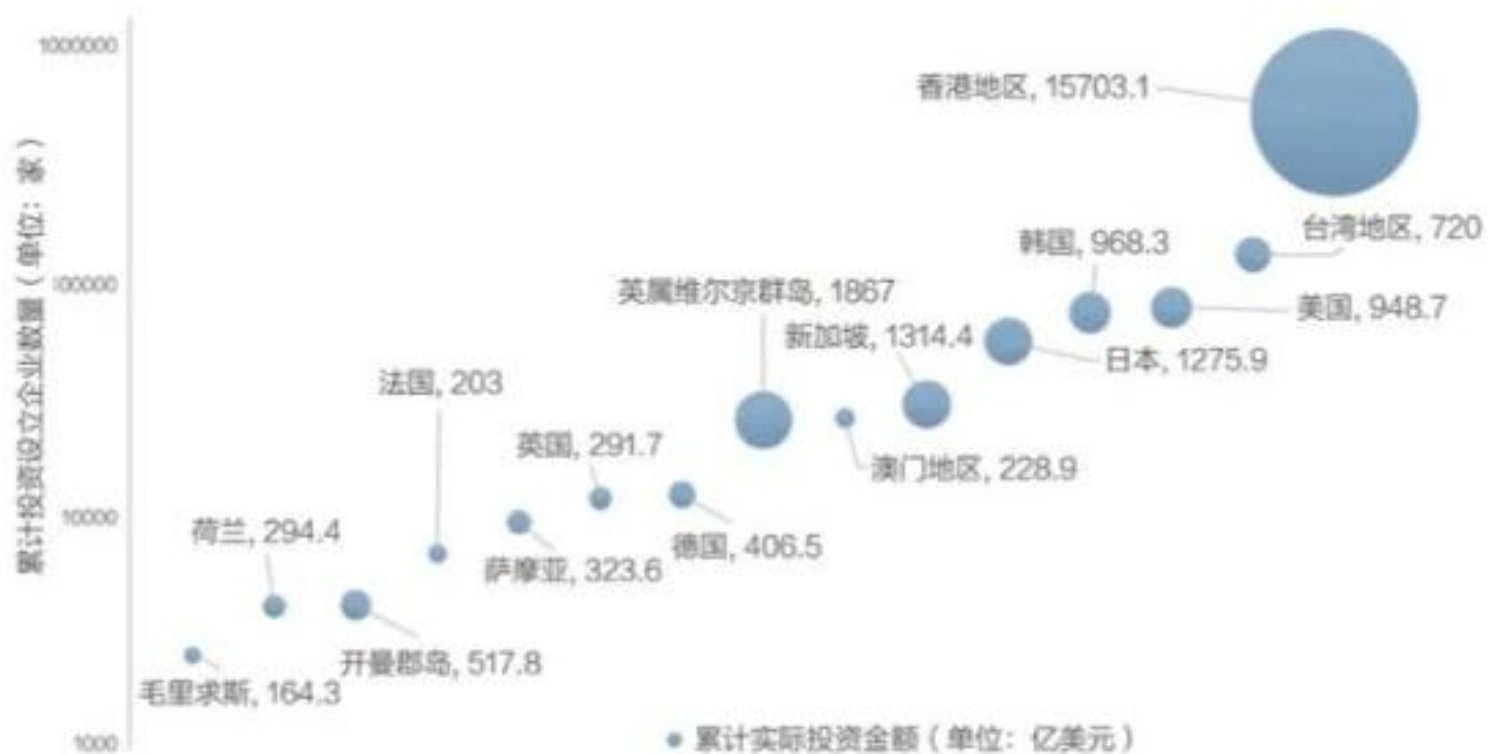 累计投资设立企业数量（单位：家）
1000000
100000
10000
1000
香港地区, 15703.1
台湾地区, 720
韩国, 968.3
英属维尔京群岛, 1867
美国, 948.7
新加坡, 1314.4
日本, 1275.9
法国, 203
英国, 291.7
澳门地区, 228.9
荷兰, 294.4
德国, 406.5
萨摩亚, 323.6
开曼郡岛, 517.8
毛里求斯, 164.3
累计实际投资金额（单位：亿美元）